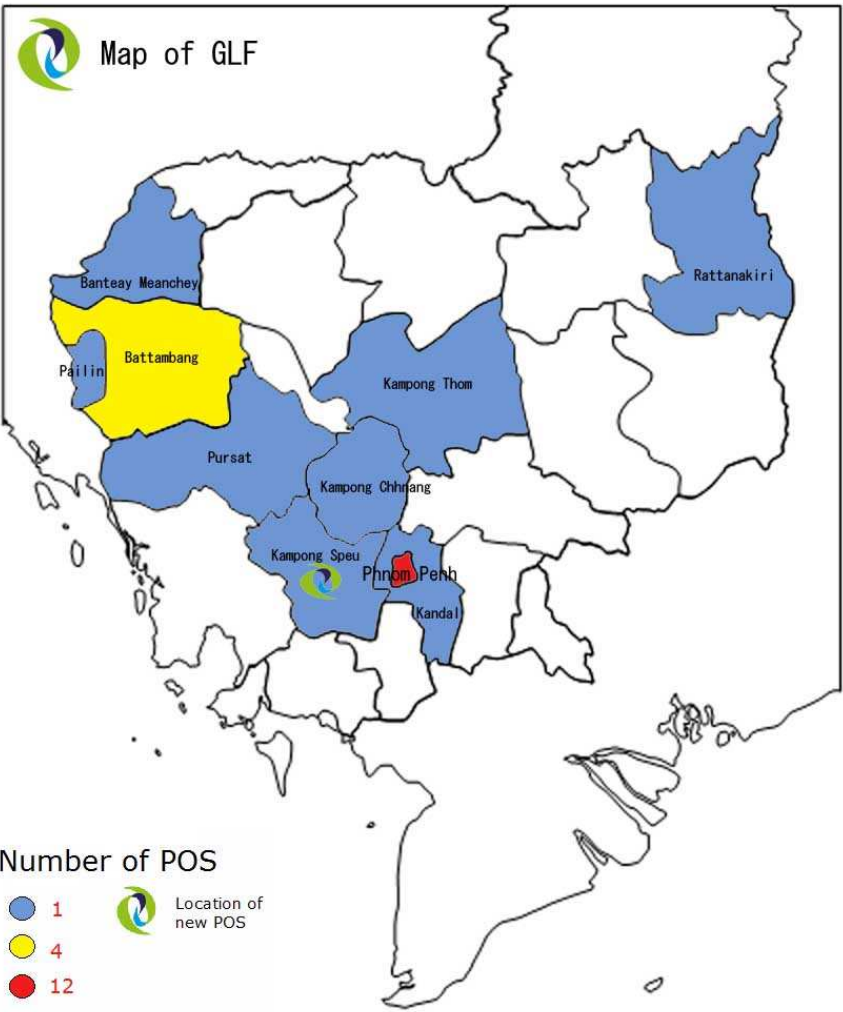 Map of GLF
Banteay Meanchey
Rattanakiri
Battambang
Pailin
Kampong Thom
Pursat
Kampong Chhnang
Kampong Speu
Phnom Penh
Kandal
Number of POS
1
Location of
new POS
4
12